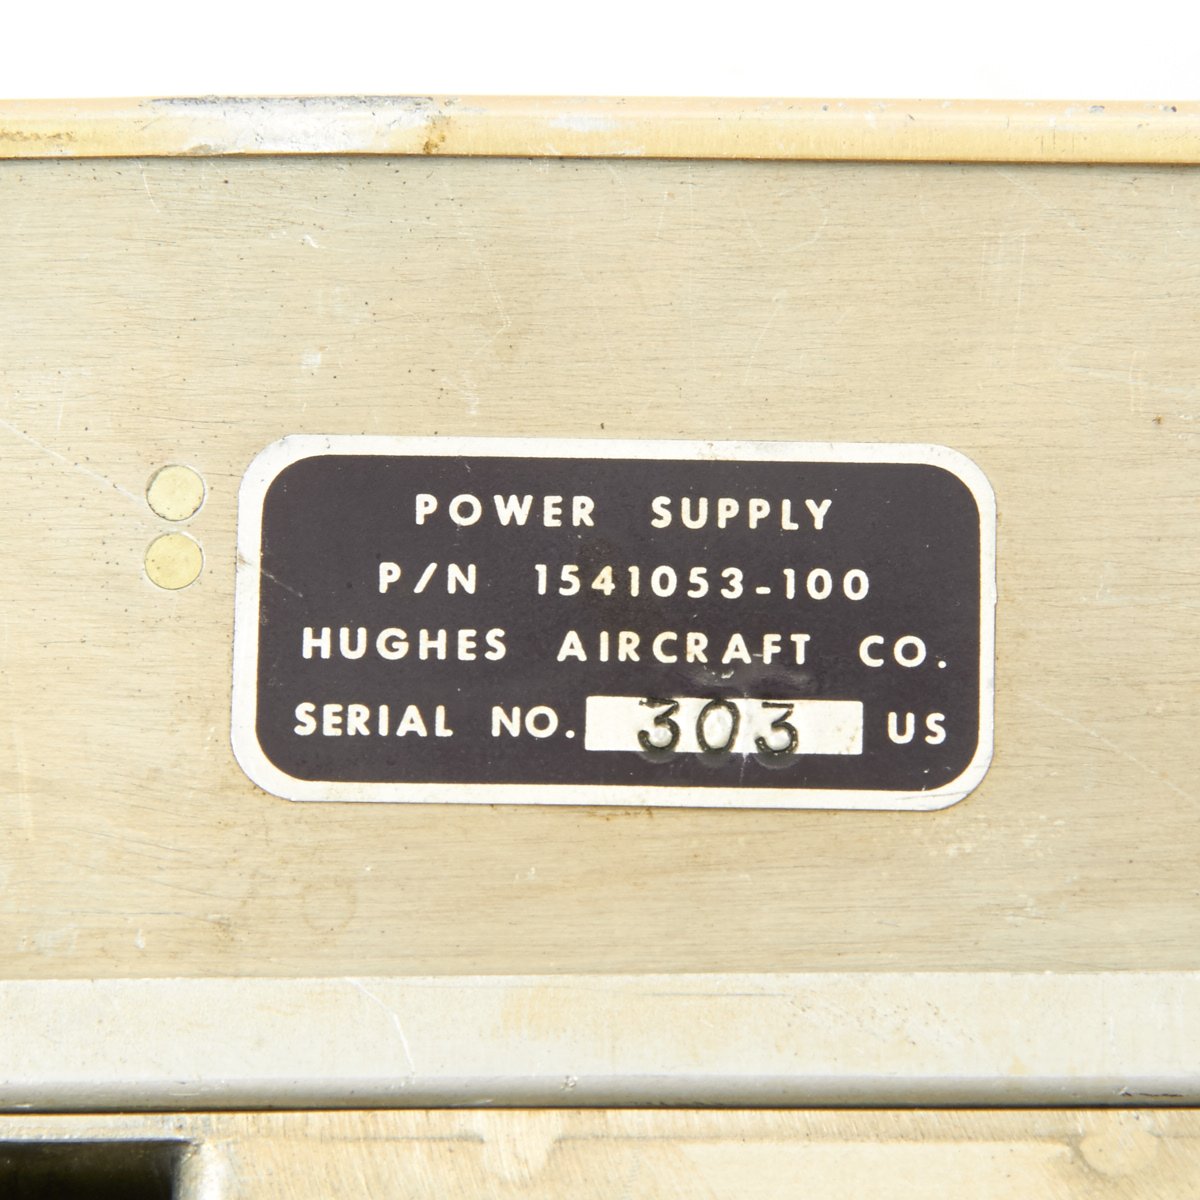 POWER SUPPLY
P/N 1541053-100
HUGHES AIRCRAFT CO.
SERIAL NO. 303 US